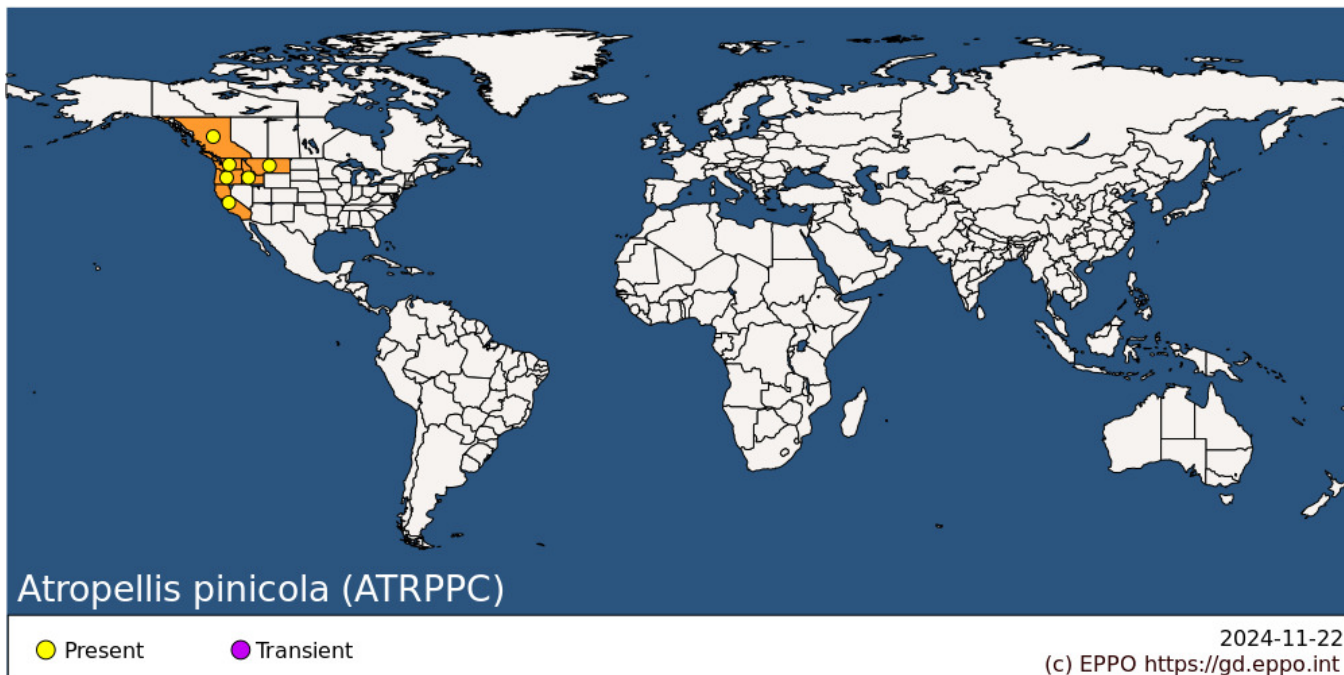 Atropellis pinicola (ATRPPC)
Present
Transient
2024-11-22
(c) EPPO https://gd.eppo.int